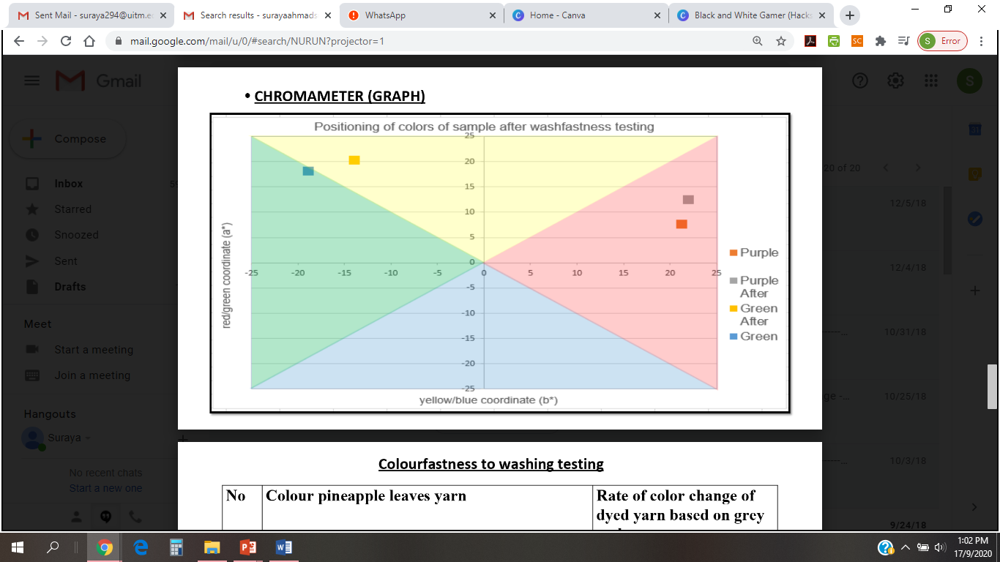 Sent Mail - suraya294@uitm.e
Search results - surayaahmads
WhatsApp
Home - Canva
Black and White Gamer (Hacks
mail.google.com/mail/u/0/#search/NURUN?projector=1
SC
S Error
Gmail
S
Compose
20 of 20
Inbox
Starred
Snoozed
Sent
Drafts
Meet
Start a meeting
Join a meeting
Hangouts
Suraya
No recent chats
Start a new one
• CHROMAMETER (GRAPH)
Positioning of colors of sample after washfastness testing
25
20
15
10
5
0
-25 -20 -15 -10 -5 0 5 10 15 20 25
-5
-10
-15
-20
-25
red/green coordinate (a*)
yellow/blue coordinate (b*)
Purple
Purple
After
Green
After
Green
Colourfastness to washing testing
No Colour pineapple leaves yarn Rate of color change of
dyed yarn based on grey
31
12/5/18
12/4/18
10/31/18
ge -... 10/25/18
10/3/18
9/24/18
1:02 PM
17/9/2020